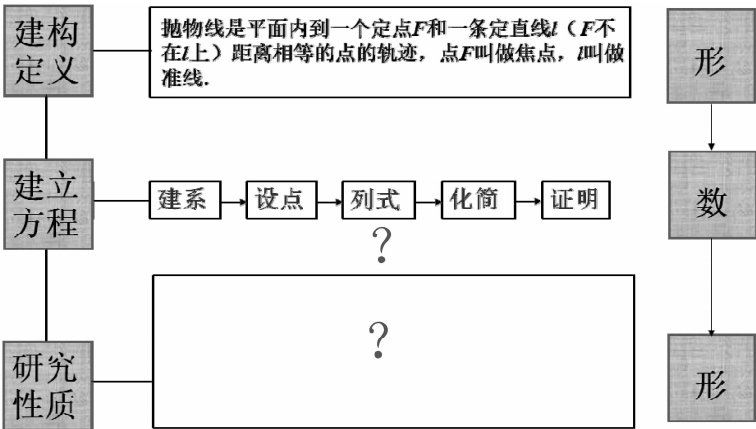 建构
定义
抛物线是平面内到一个定点F和一条定直线l（F不
在l上）距离相等的点的轨迹，点F叫做焦点，l叫做
准线.
形
建立
方程
建系
设点
列式
化简
证明
数
?
研究
性质
?
形